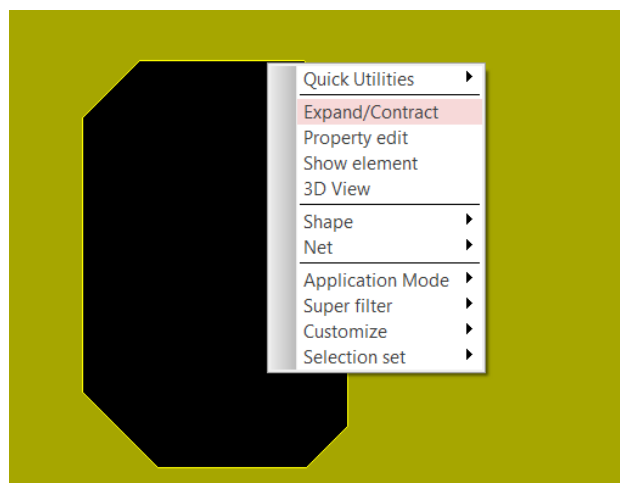 Quick Utilities
Expand/Contract
Property edit
Show element
3D View
Shape
Net
Application Mode
Super filter
Customize
Selection set